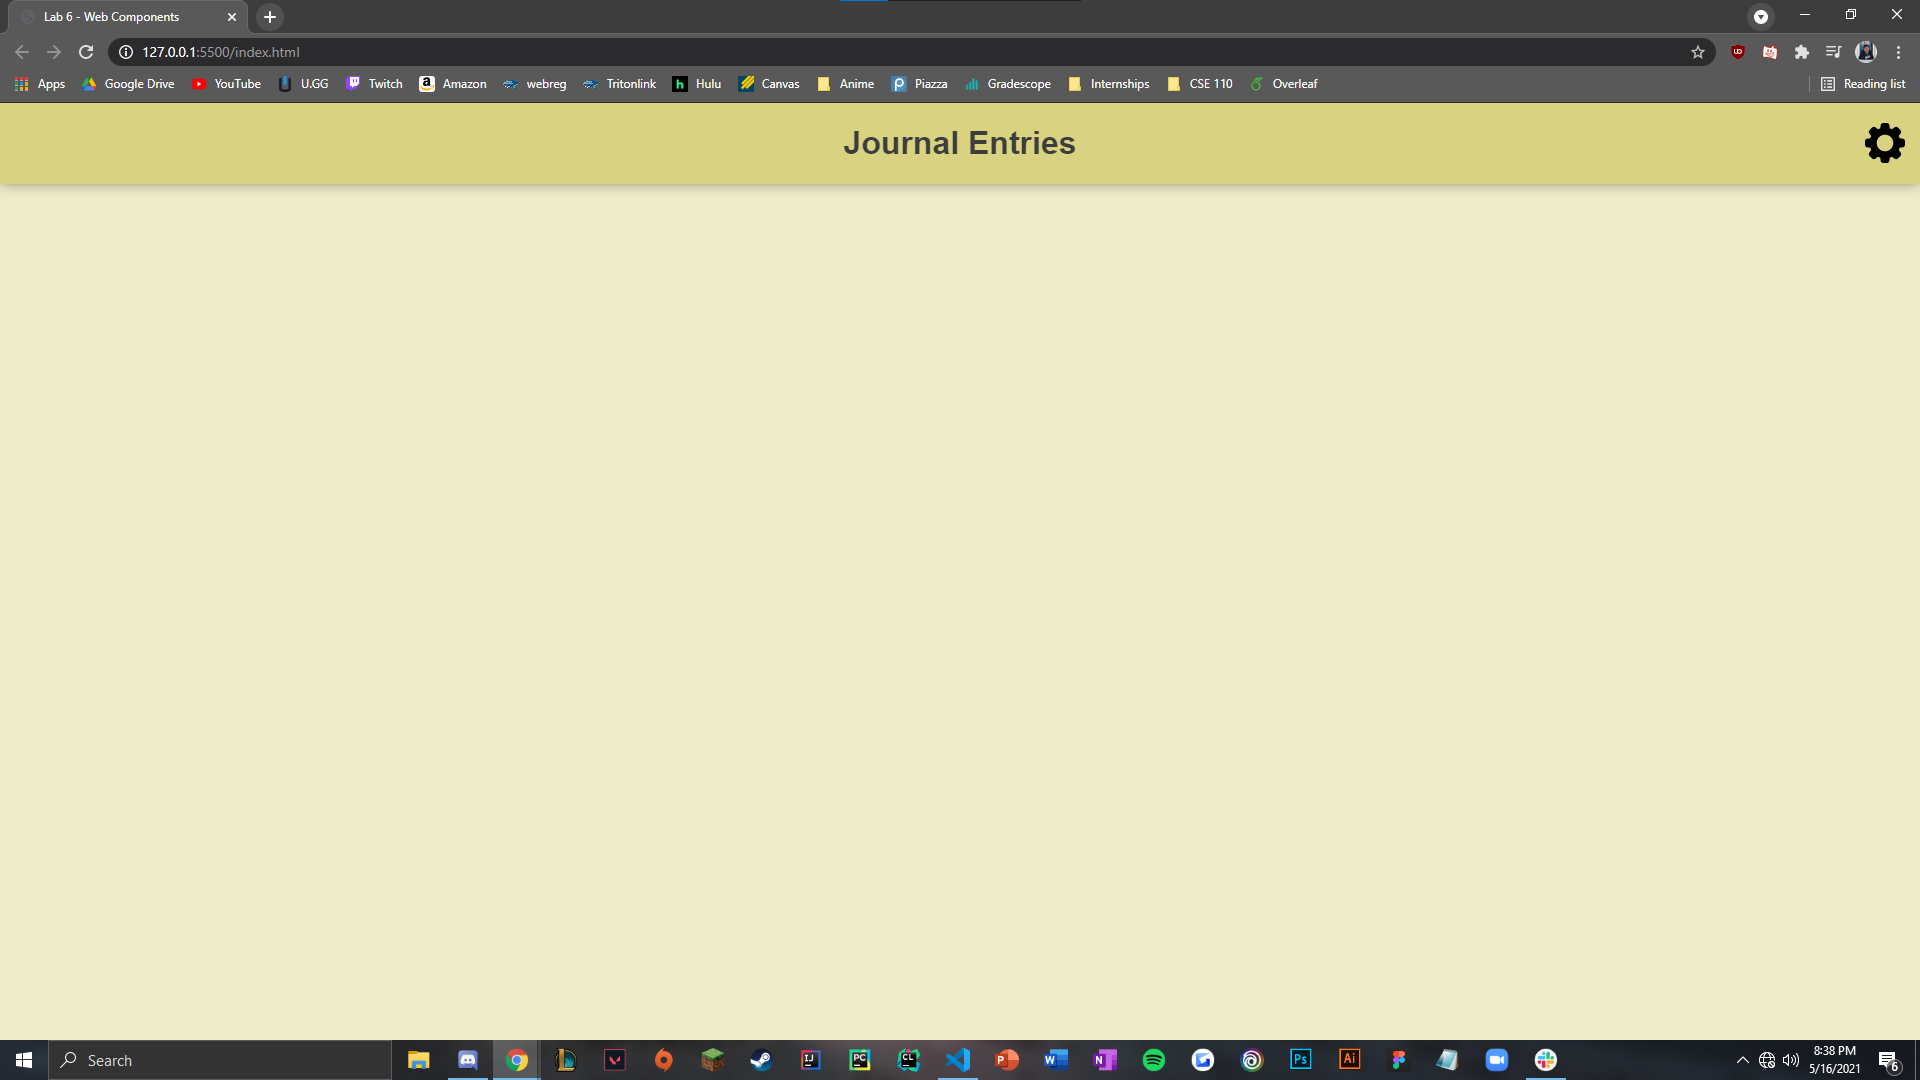 Lab 6 - Web Components
127.0.0.1:5500/index.html
Apps Google Drive YouTube U.GG Twitch Amazon webreg Tritonlink Hulu Canvas Anime Piazza Gradescope Internships CSE 110 Overleaf Reading list
Journal Entries
Search
8:38 PM
5/16/2021
6